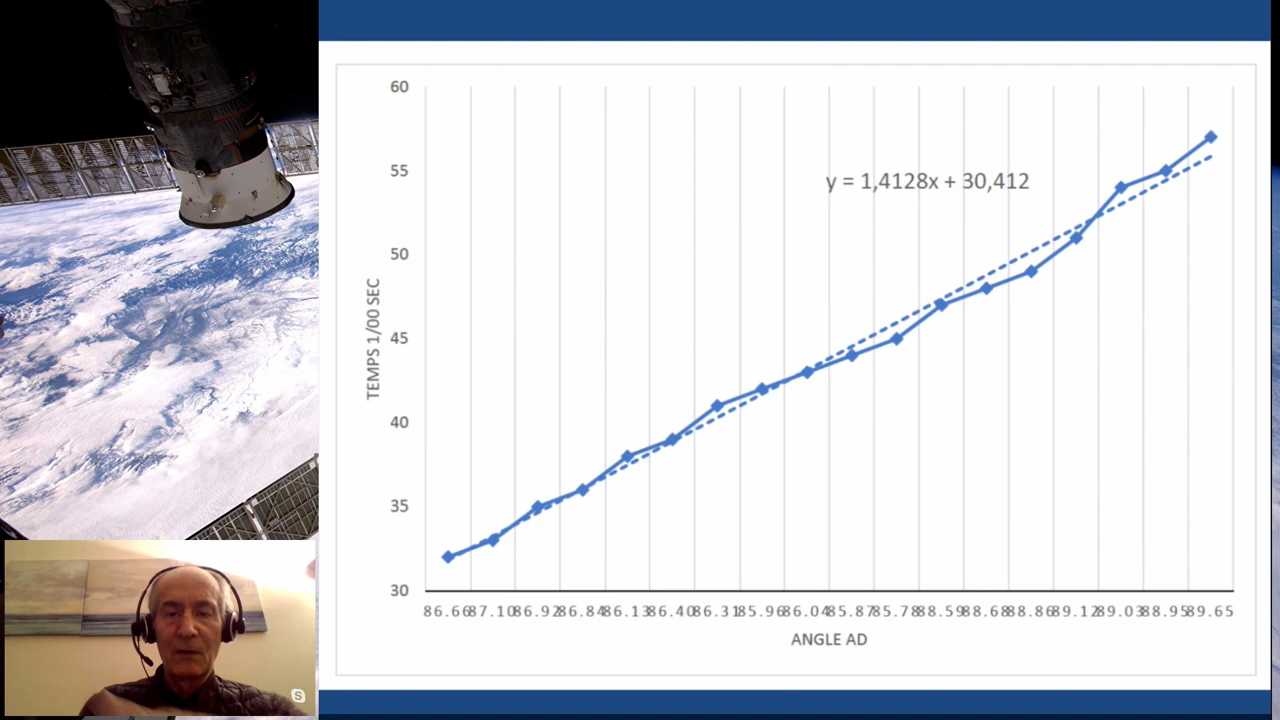 60
y = 1,4128x + 30,412
55
50
TEMPS 1/00 SEC
45
40
35
30
86.66 87.10 86.92 86.84 86.13 86.40 86.31 85.96 86.04 85.87 85.78 88.59 88.68 88.86 89.12 89.03 88.95 89.65
ANGLE AD
S